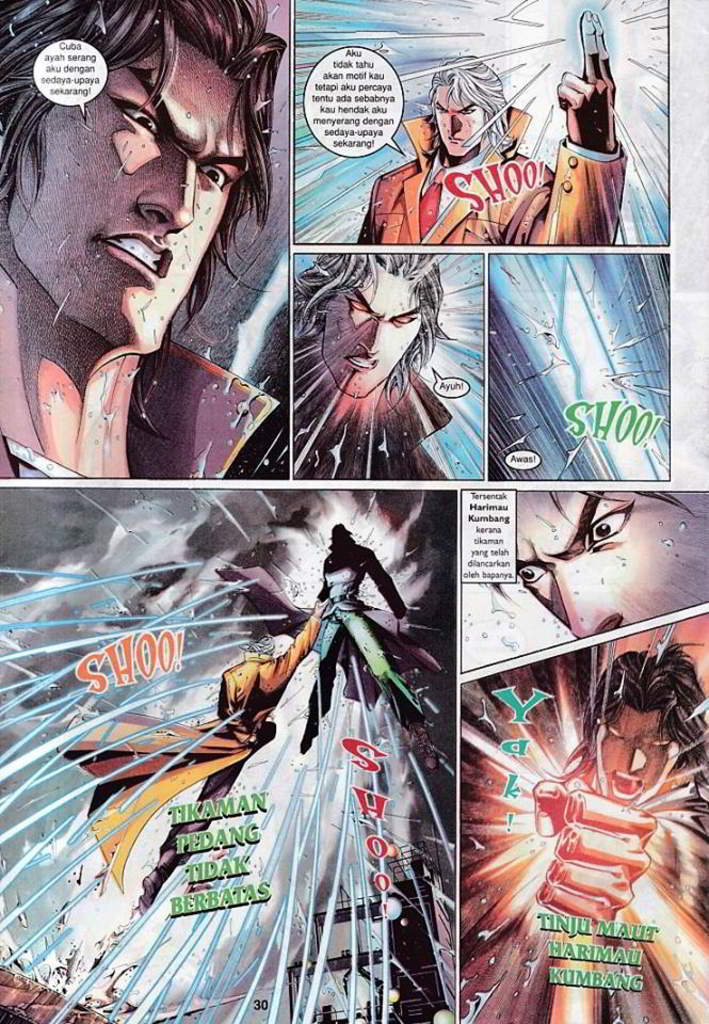 Cuba
ayah serang
aku dengan
sedaya-upaya
sekarang!
Aku
tidak tahu
akan motif kau
tetapi aku percaya
tentu ada sebabnya
kau hendak aku
menyerang dengan
sedaya-upaya
sekarang!
SHOO!
Ayuh!
SHOO!
Awas!
SHOO!
SHOO!
TIKAMAN
PEDANG
TIDAK
BERBATAS
Tersentak
Harimau
Kumbang
kerana
tikaman
yang telah
dilancarkan
oleh bapanya.
Yak!
TINJU MAUT
HARIMAU
KUMBANG
30